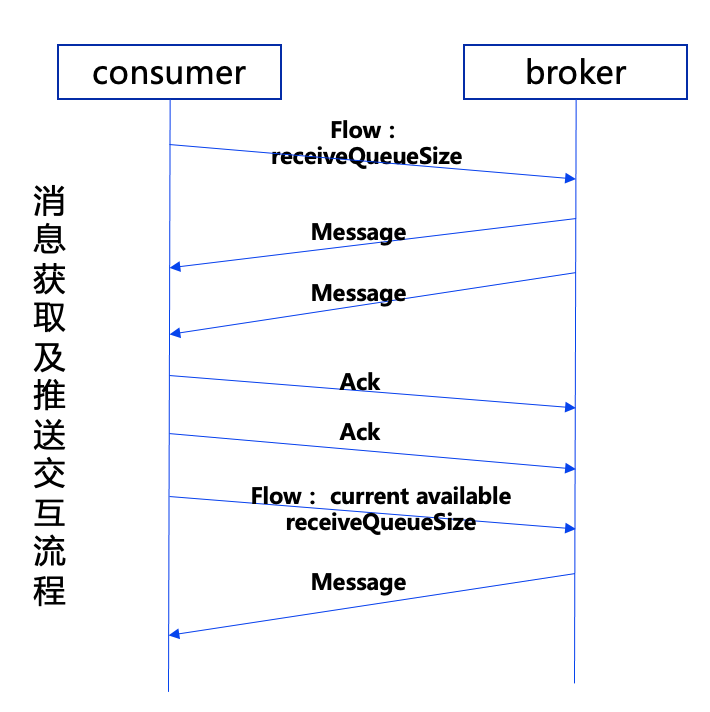 consumer
broker
Flow：
receiveQueueSize
Message
Message
Ack
Ack
Flow： current available
receiveQueueSize
Message
消息获取及推送交互流程